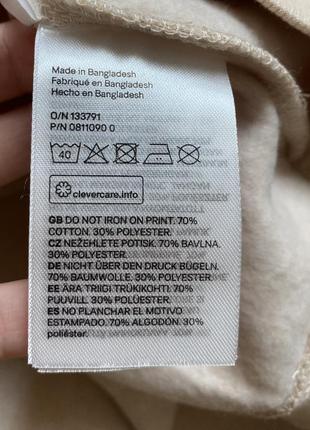 Made in Bangladesh
Fabriqué en Bangladesh
Hecho en Bangladesh
O/N 133791
P/N 0811090 0
40
clevercare.info
GB DO NOT IRON ON PRINT. 70%
COTTON. 30% POLYESTER.
CZ NEŽEHLETE POTISK. 70% BAVLNA.
30% POLYESTER.
DE NICHT ÜBER DEN DRUCK BÜGELN.
70% BAUMWOLLE. 30% POLYESTER.
EE ÄRA TRIIGI TRÜKIKOHTI. 70%
PUUVILL. 30% POLÜESTER.
ES NO PLANCHAR EL MOTIVO
ESTAMPADO. 70% ALGODÓN. 30%
poliéster.